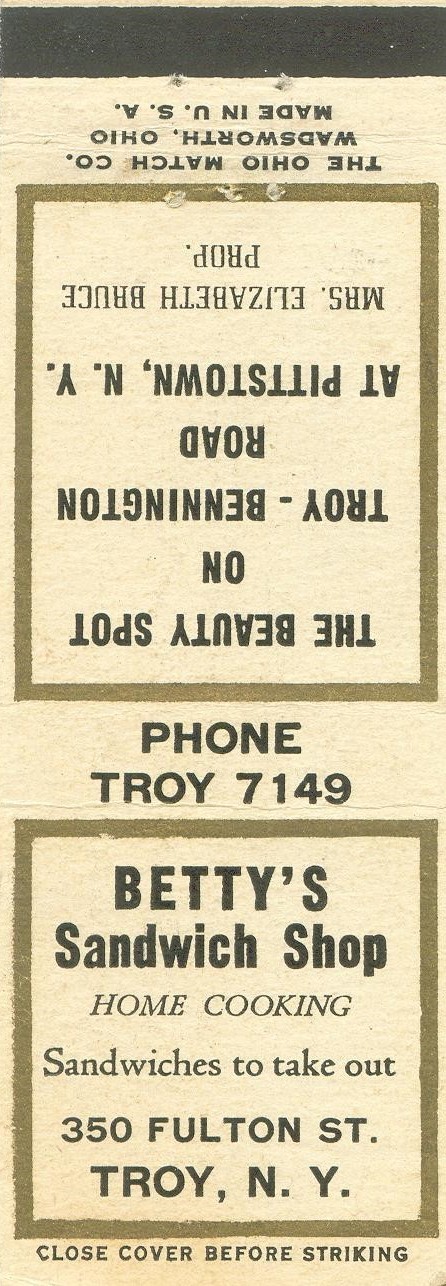 THE OHIO MATCH CO.
WADSWORTH, OHIO
MADE IN U. S. A.
THE BEAUTY SPOT
ON
TROY - BENNINGTON
ROAD
AT PITTSTOWN, N. Y.
MRS. ELIZABETH BRUCE
PROP.
PHONE
TROY 7149
BETTY'S
Sandwich Shop
HOME COOKING
Sandwiches to take out
350 FULTON ST.
TROY, N. Y.
CLOSE COVER BEFORE STRIKING